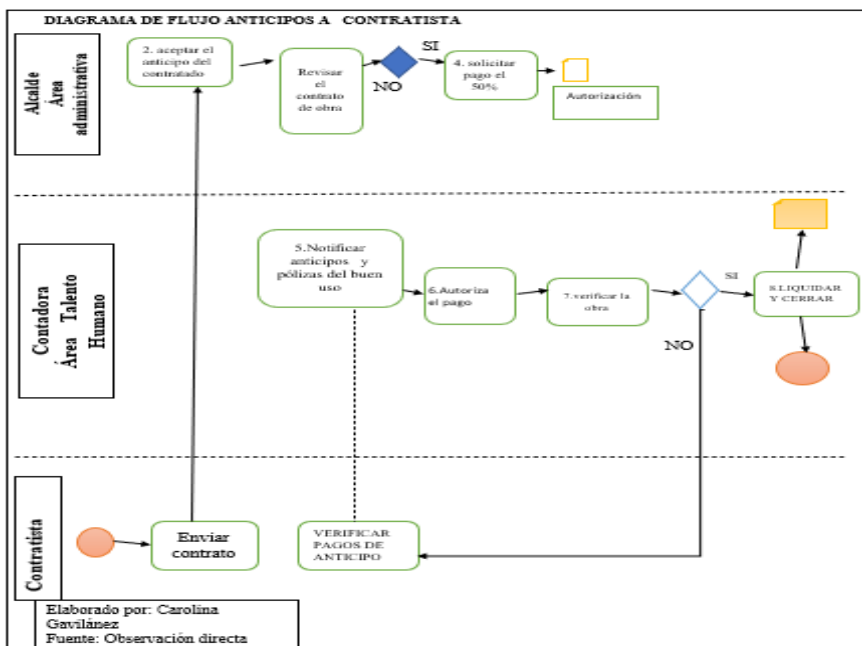 DIAGRAMA DE FLUJO ANTICIPOS A CONTRATISTA
Alcalde
Área
administrativa
2. aceptar el
anticipo del
contratado
Revisar
el
contrato
de obra
SI
NO
4. solicitar
pago el
50%
Autorización
Contadora
Área Talento
Humano
5.Notificar
anticipos y
pólizas del buen
uso
6.Autoriza
el pago
7.verificar la
obra
SI
NO
8.LIQUIDAR
Y CERRAR
Contratista
Enviar
contrato
VERIFICAR
PAGOS DE
ANTICIPO
Elaborado por: Carolina
Gavilánez
Fuente: Observación directa